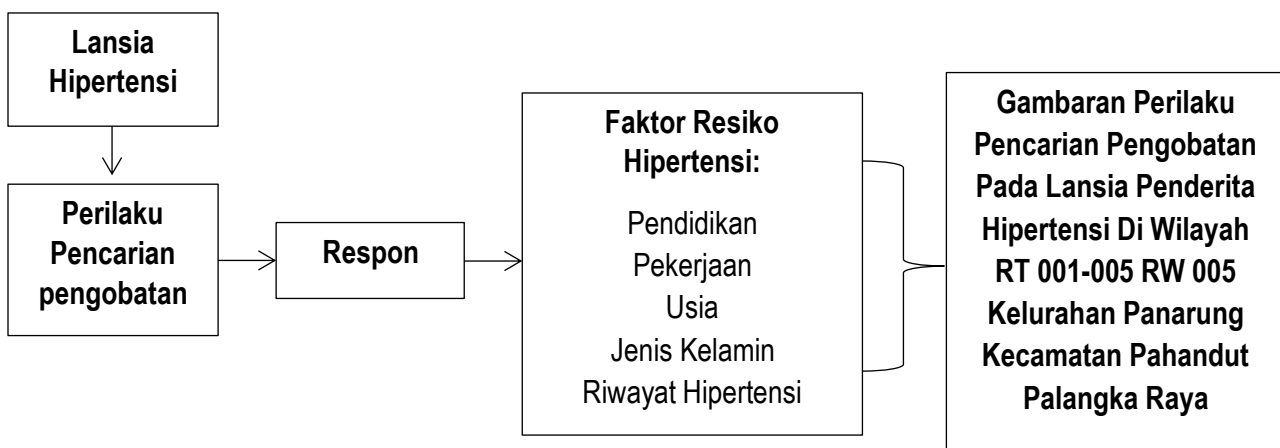 Lansia
Hipertensi
Perilaku
Pencarian
pengobatan
Respon
Faktor Resiko
Hipertensi:
Pendidikan
Pekerjaan
Usia
Jenis Kelamin
Riwayat Hipertensi
Gambaran Perilaku
Pencarian Pengobatan
Pada Lansia Penderita
Hipertensi Di Wilayah
RT 001-005 RW 005
Kelurahan Panarung
Kecamatan Pahandut
Palangka Raya